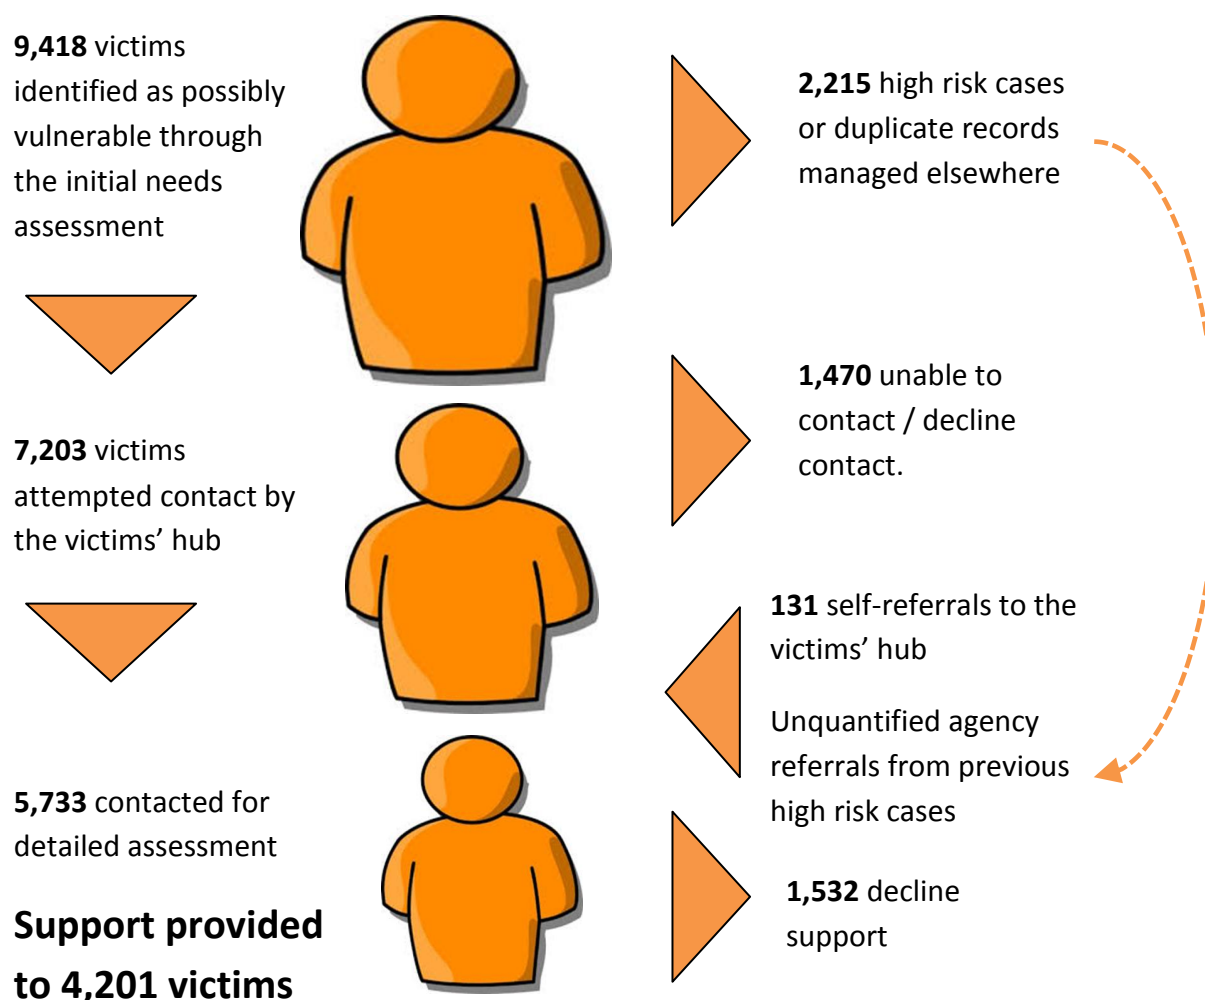 9,418 victims
identified as possibly
vulnerable through
the initial needs
assessment
2,215 high risk cases
or duplicate records
managed elsewhere
7,203 victims
attempted contact by
the victims’ hub
1,470 unable to
contact / decline
contact.
131 self-referrals to the
victims’ hub
Unquantified agency
referrals from previous
high risk cases
5,733 contacted for
detailed assessment
1,532 decline
support
Support provided
to 4,201 victims